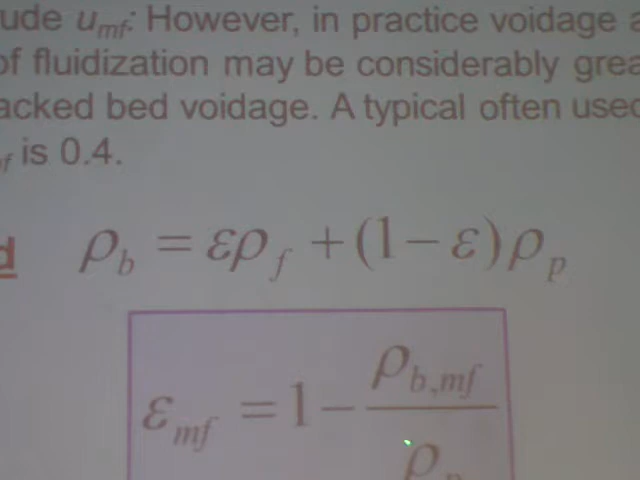 ude u_mf. However, in practice voidage a
of fluidization may be considerably grea
acked bed voidage. A typical often used
mf is 0.4.
d ρ_b = ερ_f + (1 − ε)ρ_p
ε_mf = 1 − ρ_b,mf / ρ_p